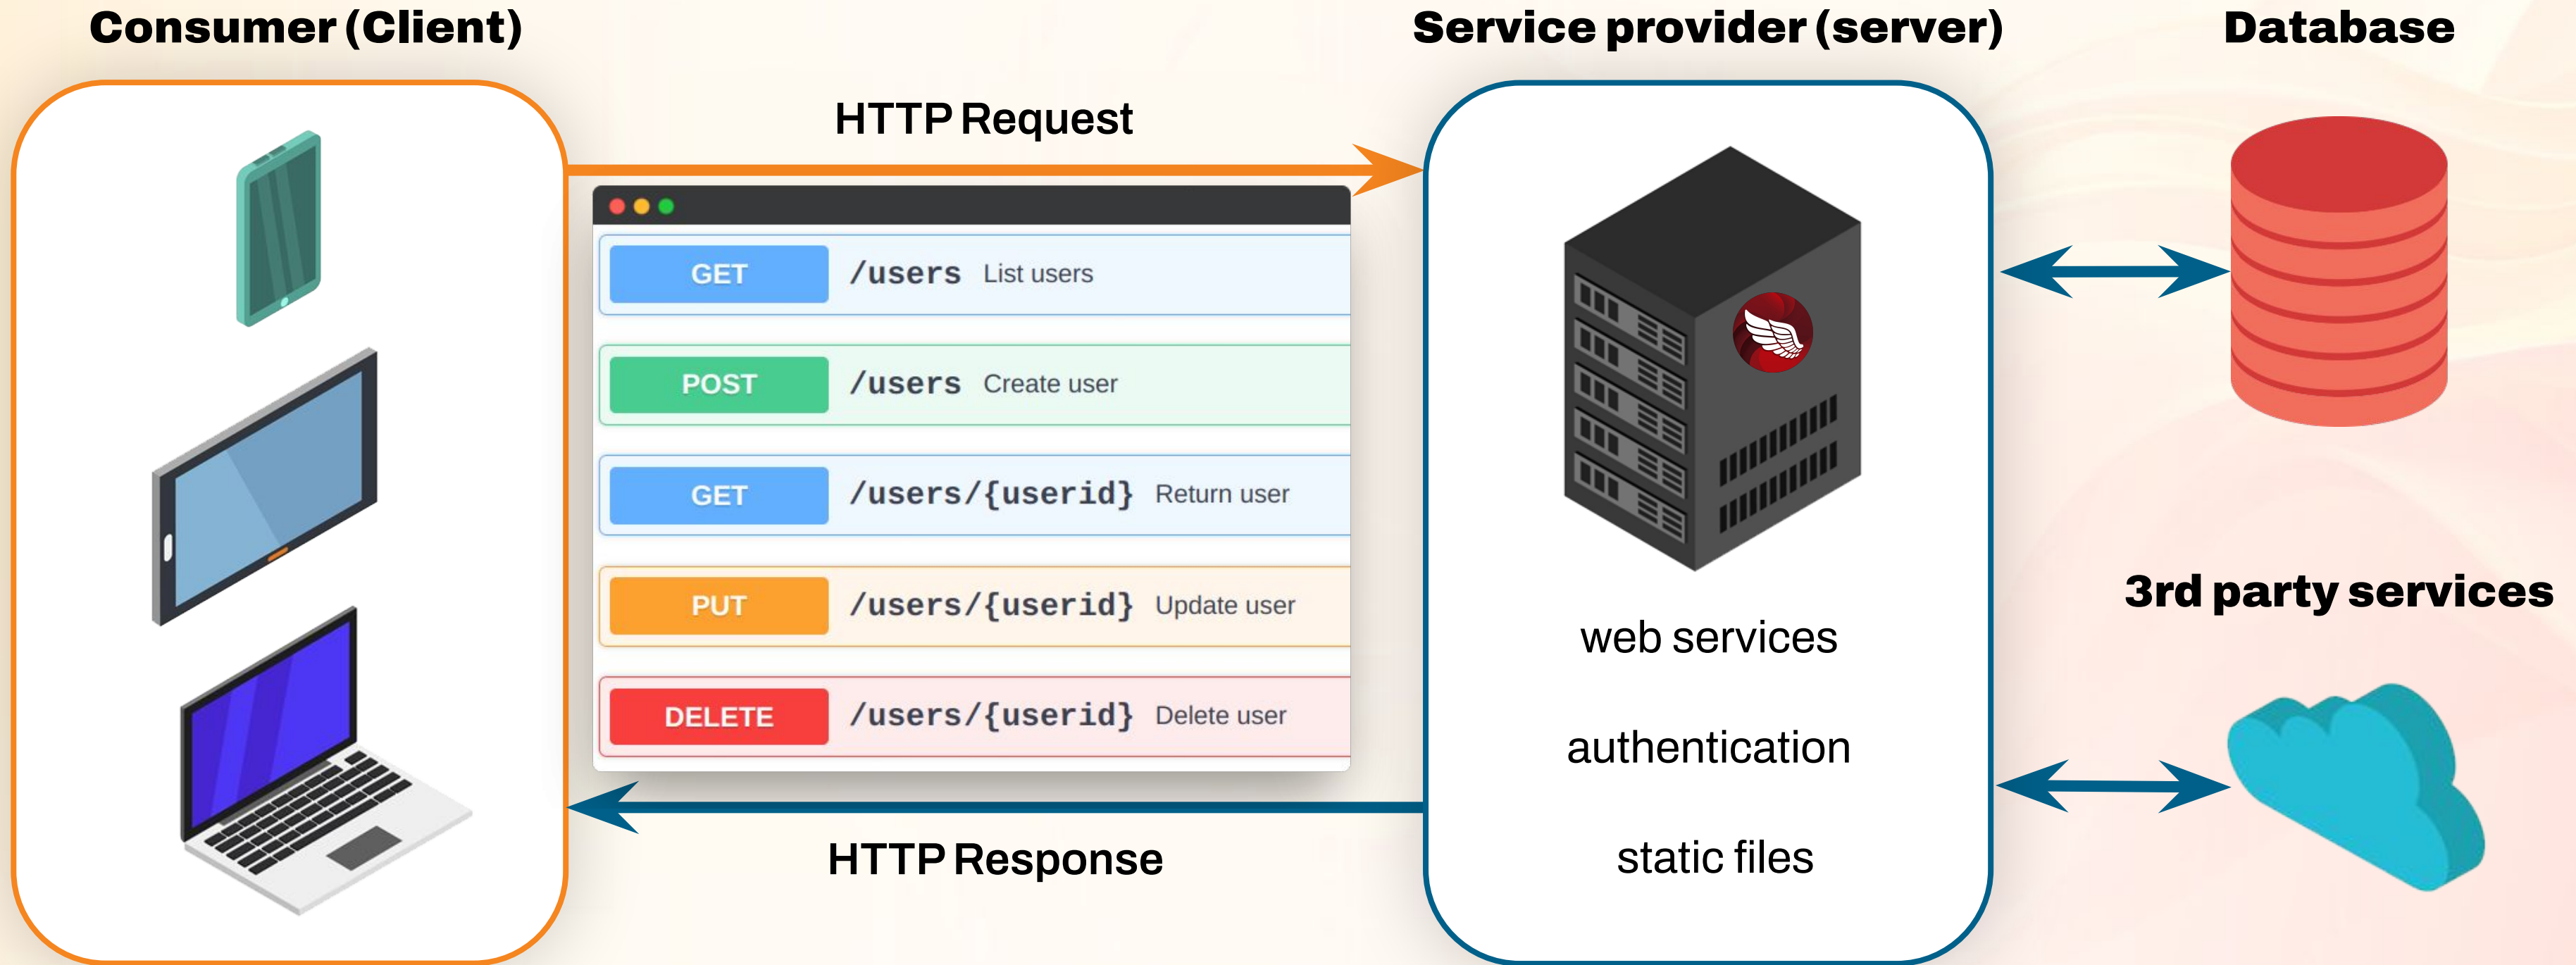 Consumer (Client)
Service provider (server)
Database
HTTP Request
GET /users List users
POST /users Create user
GET /users/{userid} Return user
PUT /users/{userid} Update user
DELETE /users/{userid} Delete user
HTTP Response
web services
authentication
static files
3rd party services